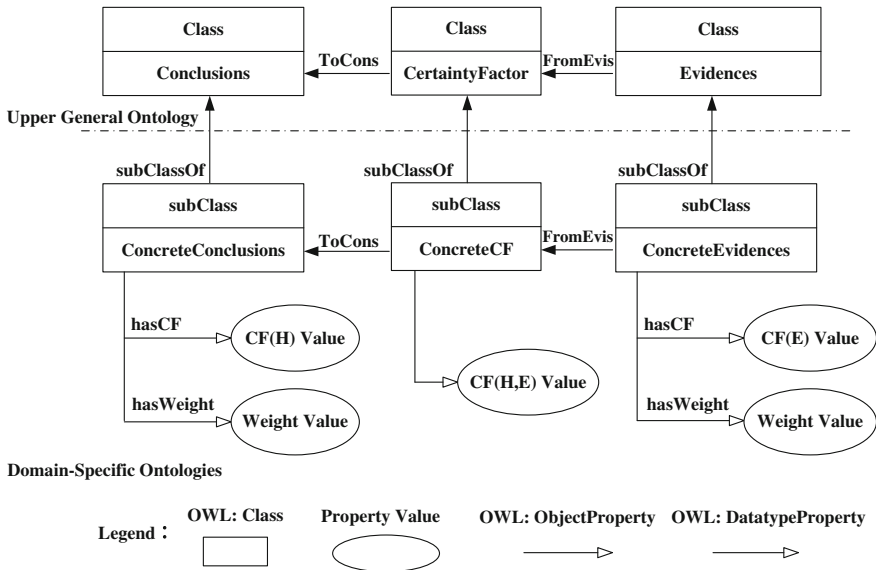 Class
Class
Class
ToCons
FromEvis
Conclusions
CertaintyFactor
Evidences
Upper General Ontology
subClassOf
subClassOf
subClassOf
subClass
subClass
subClass
ToCons
FromEvis
ConcreteConclusions
ConcreteCF
ConcreteEvidences
hasCF
hasCF
CF(H) Value
CF(E) Value
CF(H,E) Value
hasWeight
hasWeight
Weight Value
Weight Value
Domain-Specific Ontologies
OWL: Class
Property Value
OWL: ObjectProperty
OWL: DatatypeProperty
Legend：